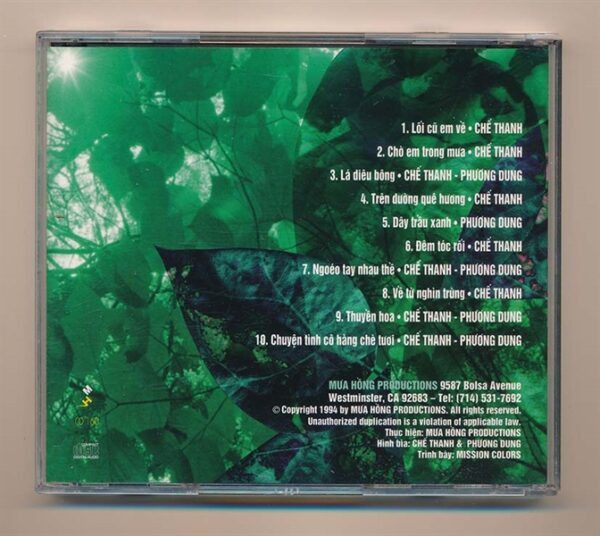 1. Lối cũ em về • CHẾ THANH
2. Chờ em trong mưa • CHẾ THANH
3. Lá diêu bông • CHẾ THANH - PHƯƠNG DUNG
4. Trên đường quê hương • CHẾ THANH
5. Dây trầu xanh • PHƯƠNG DUNG
6. Đêm tóc rối • CHẾ THANH
7. Ngoéo tay nhau thề • CHẾ THANH - PHƯƠNG DUNG
8. Về từ nghìn trùng • CHẾ THANH
9. Thuyền hoa • CHẾ THANH - PHƯƠNG DUNG
10. Chuyện tình cô hàng chè tươi • CHẾ THANH - PHƯƠNG DUNG
MƯA HỒNG PRODUCTIONS 9587 Bolsa Avenue
Westminster, CA 92683 – Tel: (714) 531-7692
© Copyright 1994 by MƯA HỒNG PRODUCTIONS. All rights reserved.
Unauthorized duplication is a violation of applicable law.
Thực hiện: MƯA HỒNG PRODUCTIONS
Hình bìa: CHẾ THANH & PHƯƠNG DUNG
Trình bày: MISSION COLORS
COMPACT
disc
DIGITAL AUDIO